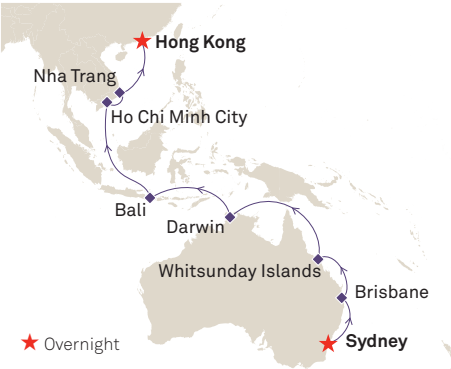 Hong Kong
Nha Trang
Ho Chi Minh City
Bali
Darwin
Whitsunday Islands
Brisbane
Sydney
Overnight